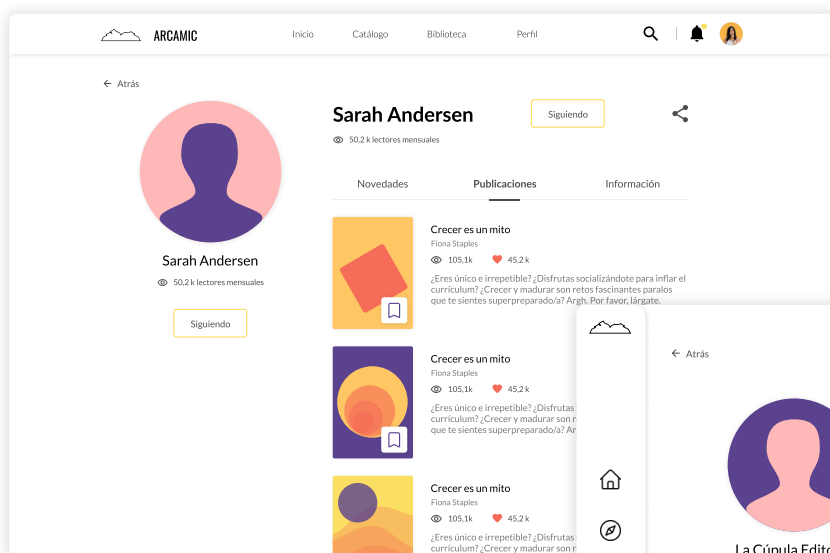 ARCAMIC
Inicio
Catálogo
Biblioteca
Perfil
Atrás
Sarah Andersen
50,2 k lectores mensuales
Siguiendo
Sarah Andersen
Siguiendo
50,2 k lectores mensuales
Novedades
Publicaciones
Información
Crecer es un mito
Fiona Staples
105,1k
45,2 k
¿Eres único e irrepetible? ¿Disfrutas socializándote para inflar el
currículum? ¿Crecer y madurar son retos fascinantes paralos
que te sientes superpreparado/a? Argh. Por favor, lárgate.
Crecer es un mito
Fiona Staples
105,1k
45,2 k
¿Eres único e irrepetible? ¿Disfrutas
currículum? ¿Crecer y madurar son
que te sientes superpreparado/a?
Crecer es un mito
Fiona Staples
105,1k
45,2 k
¿Eres único e irrepetible? ¿Disfrutas
currículum? ¿Crecer y madurar son
Atrás
La Cúpula